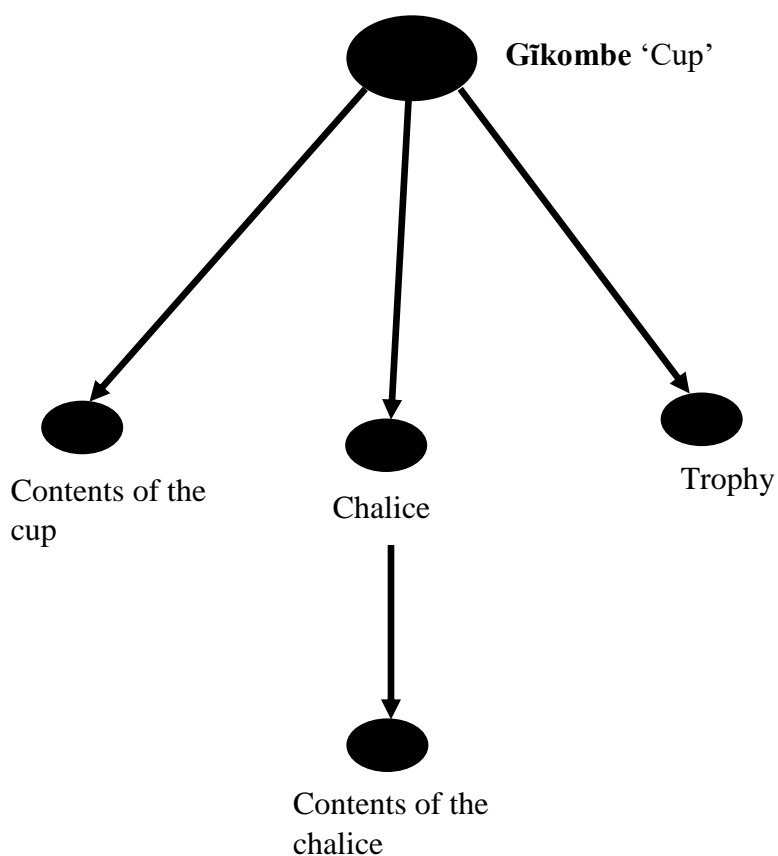 Gĩkombe ‘Cup’
Contents of the
cup
Chalice
Trophy
Contents of the
chalice